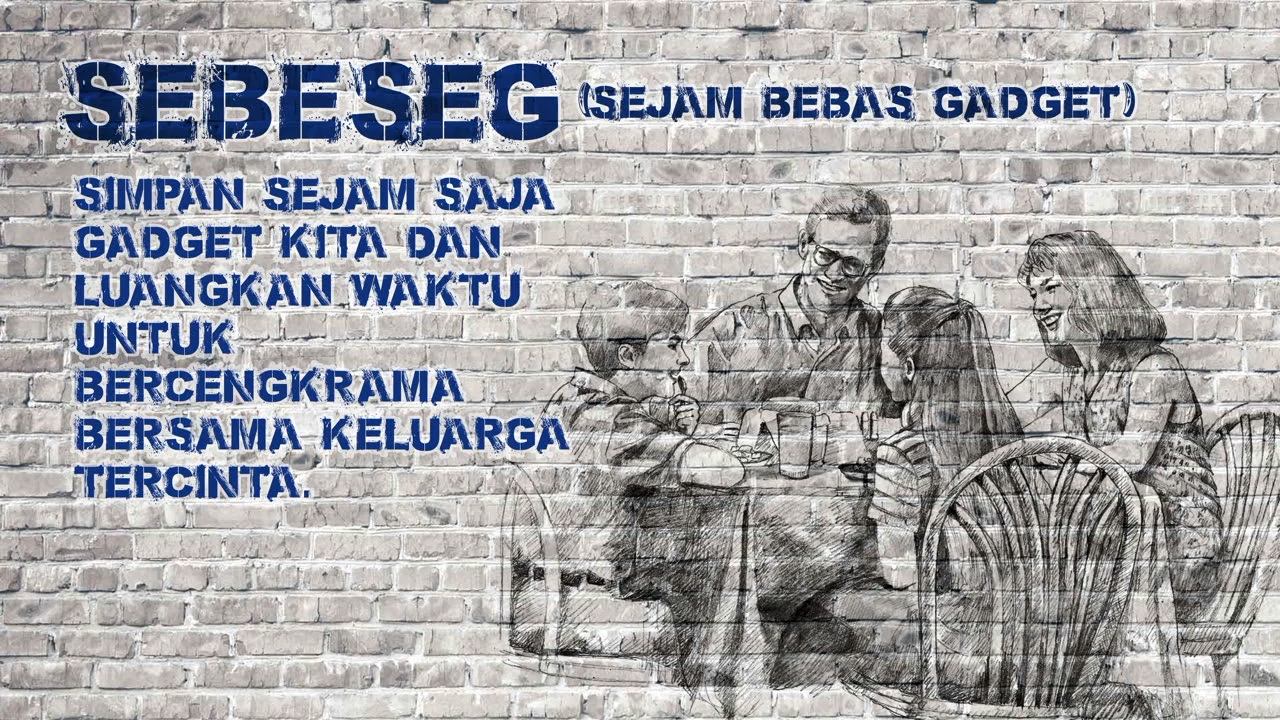 SEBESEG (SEJAM BEBAS GADGET)
SIMPAN SEJAM SAJA
GADGET KITA DAN
LUANGKAN WAKTU
UNTUK
BERCENGKRAMA
BERSAMA KELUARGA
TERCINTA.